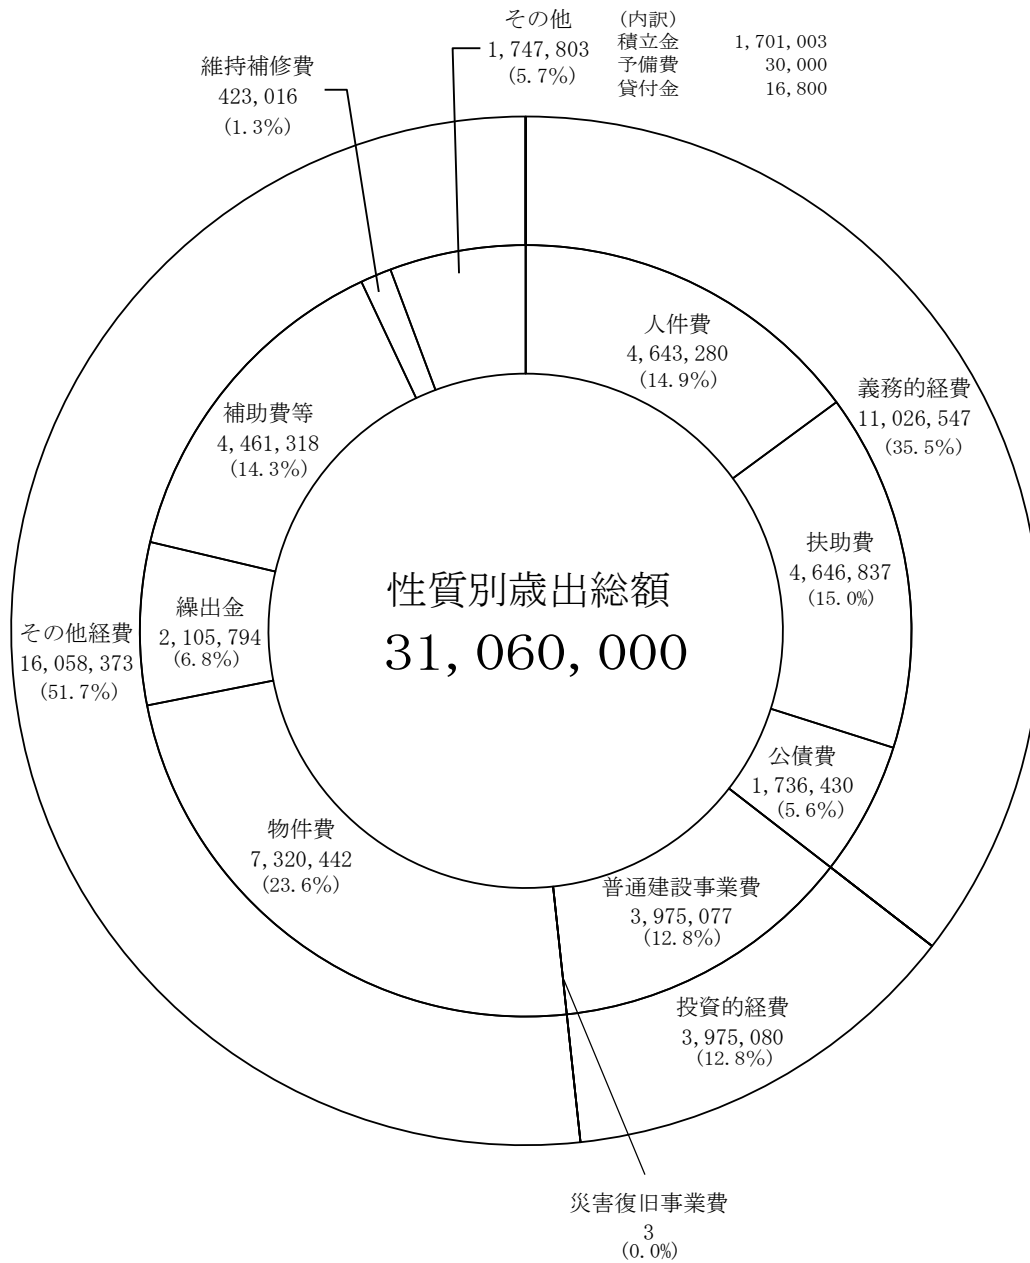 その他
1,747,803
(5.7%)
(内訳)
積立金 1,701,003
予備費 30,000
貸付金 16,800
維持補修費
423,016
(1.3%)
人件費
4,643,280
(14.9%)
義務的経費
11,026,547
(35.5%)
補助費等
4,461,318
(14.3%)
扶助費
4,646,837
(15.0%)
性質別歳出総額
31,060,000
繰出金
2,105,794
(6.8%)
その他経費
16,058,373
(51.7%)
公債費
1,736,430
(5.6%)
物件費
7,320,442
(23.6%)
普通建設事業費
3,975,077
(12.8%)
投資的経費
3,975,080
(12.8%)
災害復旧事業費
3
(0.0%)